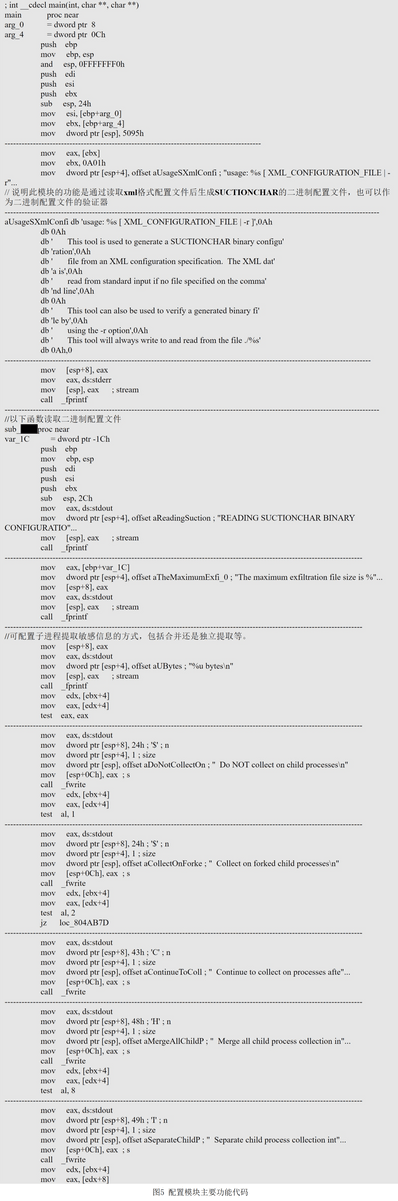 ; int __cdecl main(int, char **, char *)
main proc near
arg_0 = dword ptr 8
arg_4 = dword ptr 0Ch
push ebp
mov ebp, esp
and esp, 0FFFFFFF0h
push edi
push esi
push ebx
sub esp, 24h
mov esi, [ebp+arg_0]
mov ebx, [ebp+arg_4]
mov dword ptr [esp], 5095h
mov eax, [ebx]
mov ebx, 0A01h
mov dword ptr [esp+4], offset aUsageSXmlConfi ; "usage: %s [ XML_CONFIGURATION_FILE | -
r"...
// 说明此模块的功能是通过读取xml格式配置文件后生成SUCTIONCHAR的二进制配置文件，也可以作
为二进制配置文件的验证器
aUsageSXmlConfi db 'usage: %s [ XML_CONFIGURATION_FILE | -r ]',0Ah
db 0Ah
db ' This tool is used to generate a SUCTIONCHAR binary configu'
db 'ration',0Ah
db ' file from an XML configuration specification. The XML dat'
db 'a is',0Ah
db ' read from standard input if no file specified on the comma'
db 'nd line',0Ah
db 0Ah
db ' This tool can also be used to verify a generated binary fi'
db 'le by',0Ah
db ' using the -r option',0Ah
db ' This tool will always write to and read from the file ./%s'
db 0Ah,0
mov [esp+8], eax
mov eax, ds:stderr
mov [esp], eax ; stream
call _fprintf
//以下函数读取二进制配置文件
sub_ proc near
var_1C = dword ptr -1Ch
push ebp
mov ebp, esp
push edi
push esi
push ebx
sub esp, 2Ch
mov eax, ds:stdout
mov dword ptr [esp+4], offset aReadingSuction ; "READING SUCTIONCHAR BINARY
CONFIGURATIO"...
mov [esp], eax ; stream
call _fprintf
mov eax, [ebp+var_1C]
mov dword ptr [esp+4], offset aTheMaximumExfi_0 ; "The maximum exfiltration file size is %"...
mov [esp+8], eax
mov eax, ds:stdout
mov [esp], eax ; stream
call _fprintf
//可配置子进程提取敏感信息的方式，包括合并还是独立提取等。
mov [esp+8], eax
mov eax, ds:stdout
mov dword ptr [esp+4], offset aUBytes ; "%u bytes\n"
mov [esp], eax ; stream
call _fprintf
mov edx, [ebx+4]
mov eax, [edx+4]
test eax, eax
mov eax, ds:stdout
mov dword ptr [esp+8], 24h ; '$' ; n
mov dword ptr [esp+4], 1 ; size
mov dword ptr [esp], offset aDoNotCollectOn ; " Do NOT collect on child processes\n"
mov [esp+0Ch], eax ; s
call _fwrite
mov edx, [ebx+4]
mov eax, [edx+4]
test al, 1
mov eax, ds:stdout
mov dword ptr [esp+8], 24h ; '$' ; n
mov dword ptr [esp+4], 1 ; size
mov dword ptr [esp], offset aCollectOnForke ; " Collect on forked child processes\n"
mov [esp+0Ch], eax ; s
call _fwrite
mov edx, [ebx+4]
mov eax, [edx+4]
test al, 2
jz loc_804AB7D
mov eax, ds:stdout
mov dword ptr [esp+8], 43h ; 'C' ; n
mov dword ptr [esp+4], 1 ; size
mov dword ptr [esp], offset aContinueToColl ; " Continue to collect on processes afte"...
mov [esp+0Ch], eax ; s
call _fwrite
mov eax, ds:stdout
mov dword ptr [esp+8], 48h ; 'H' ; n
mov dword ptr [esp+4], 1 ; size
mov dword ptr [esp], offset aMergeAllChildP ; " Merge all child process collection in"...
mov [esp+0Ch], eax ; s
call _fwrite
mov edx, [ebx+4]
mov eax, [edx+4]
test al, 8
mov eax, ds:stdout
mov dword ptr [esp+8], 49h ; 'I' ; n
mov dword ptr [esp+4], 1 ; size
mov dword ptr [esp], offset aSeparateChildP ; " Separate child process collection int"...
mov [esp+0Ch], eax ; s
call _fwrite
mov edx, [ebx+4]
mov eax, [edx+8]
图5 配置模块主要功能代码